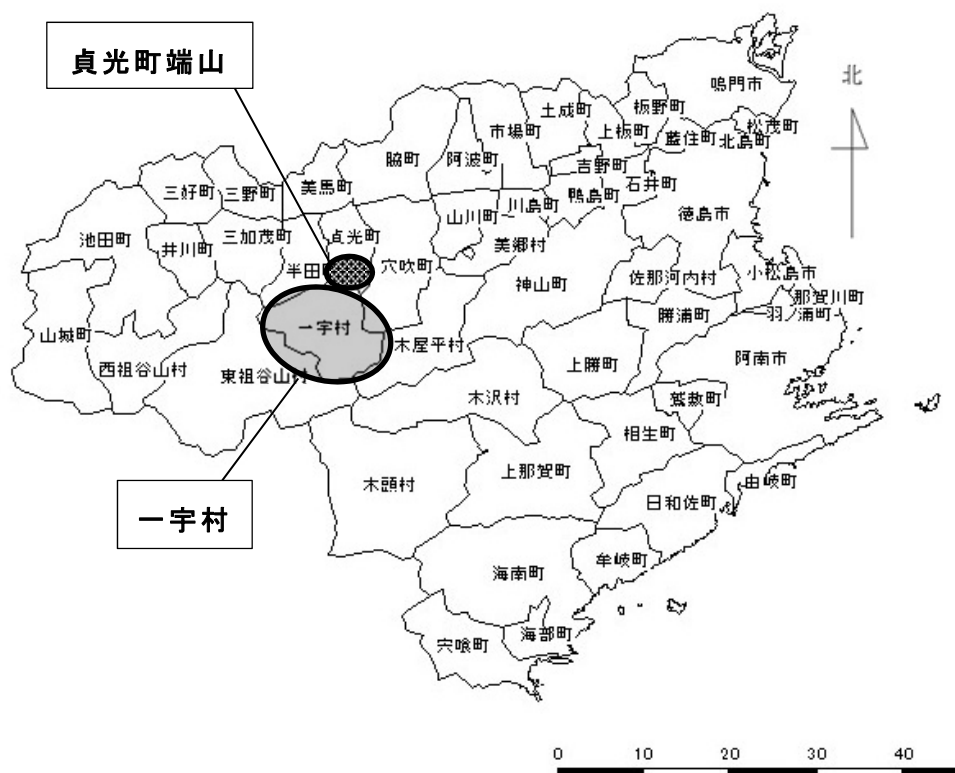 貞光町端山
北
鳴門市
板野町
土成町
松茂町
上板町
市場町
藍住町
北島町
脇町
阿波町
吉野町
石井町
美馬町
鴨島町
三好町
三野町
川島町
山川町
徳島市
池田町
三加茂町
貞光町
井川町
美郷村
穴吹町
半田町
神山町
佐那河内村
小松島市
那賀川町
羽ノ浦町
勝浦町
一宇村
山城町
木屋平村
阿南市
上勝町
西祖谷山村
東祖谷山村
木沢村
鷲敷町
相生町
上那賀町
由岐町
木頭村
日和佐町
一宇村
牟岐町
海南町
海部町
宍喰町
0 10 20 30 40